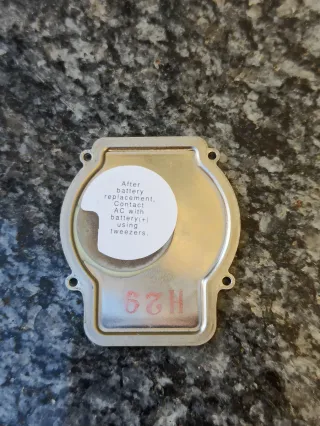 After
battery
replacement,
Contact
AC with
battery(+)
using
tweezers.
H29